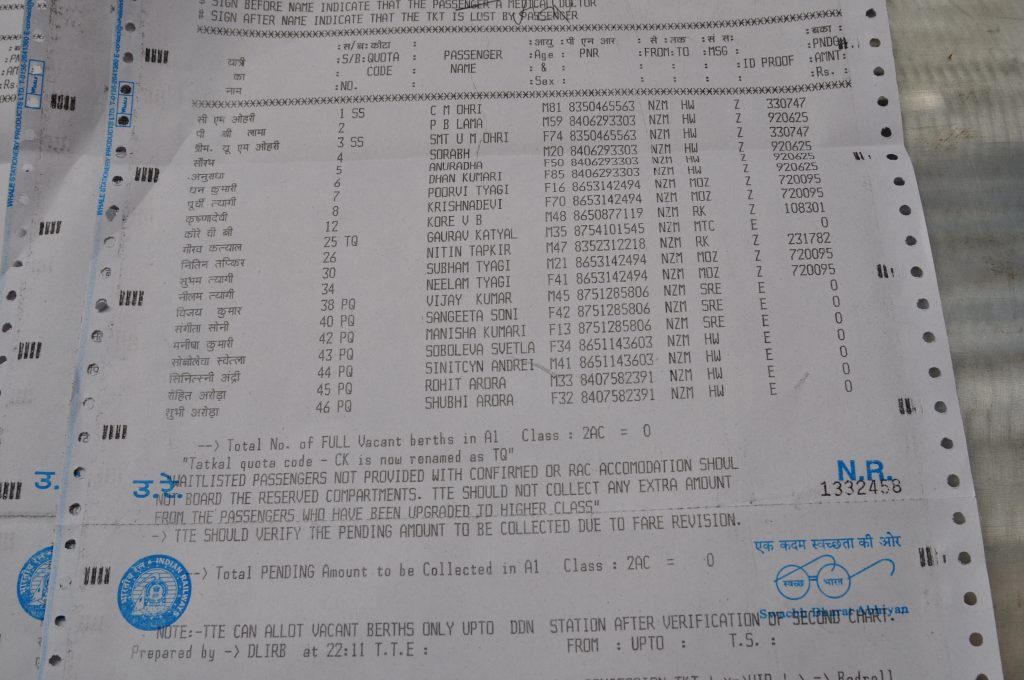 # SIGN BEFORE NAME INDICATE THAT THE PASSENGER A MEDICAL DOCTOR
# SIGN AFTER NAME INDICATE THAT THE TKT IS LOST BY PASSENGER
यात्री :स/बः कोटा : : आयु : पी एन आर : से : तक : सं सः : बका :
का :S/B: QUOTA : PASSENGER : Age : PNR : FROM: TO :MSG : ID PROOF :PNDG
नाम : CODE : NAME : & : :AMNT:
:NO. : Sex : :Rs. :
सी एम ओहरी 1 SS C M OHRI M81 8350465563 NZM HW Z 330747
पी बी लामा 2 P B LAMA M59 8406293303 NZM HW Z 920625
श्रीम. यू एम ओहरी 3 SS SMT U M OHRI F74 8350465563 NZM HW Z 330747
सौरभ 4 SORABH M20 8406293303 NZM HW Z 920625
अनुराधा 5 ANURADHA F50 8406293303 NZM HW Z 920625
धन कुमारी 6 DHAN KUMARI F85 8406293303 NZM HW Z 920625
पूर्वी त्यागी 7 POORVI TYAGI F16 8653142494 NZM MOZ Z 720095
कृष्णादेवी 8 KRISHNADEVI F70 8653142494 NZM MOZ Z 720095
कोरे वी बी 12 KORE V B M48 8650877119 NZM RK Z 108301
गौरव कत्याल 25 TQ GAURAV KATYAL M35 8754101545 NZM MTC E 0
नितिन तप्किर 26 NITIN TAPKIR M47 8352312218 NZM RK Z 231782
शुभम त्यागी 30 SUBHAM TYAGI M21 8653142494 NZM MOZ Z 720095
नीलम त्यागी 34 NEELAM TYAGI F41 8653142494 NZM MOZ Z 720095
विजय कुमार 38 PQ VIJAY KUMAR M45 8751285806 NZM SRE E 0
संगीता सोनी 40 PQ SANGEETA SONI F42 8751285806 NZM SRE E 0
मनीषा कुमारी 42 PQ MANISHA KUMARI F13 8751285806 NZM SRE E 0
सोबोलेवा स्वेत्ला 43 PQ SOBOLEVA SVETLA F34 8651143603 NZM HW E 0
सिनित्स्नी अंद्री 44 PQ SINITCYN ANDREI M41 8651143603 NZM HW E 0
रोहित अरोड़ा 45 PQ ROHIT ARORA M33 8407582391 NZM HW E 0
शुभी अरोड़ा 46 PQ SHUBHI ARORA F32 8407582391 NZM HW E 0
--> Total No. of FULL Vacant berths in A1 Class : 2AC = 0
"Tatkal quota code - CK is now renamed as TQ"
WAITLISTED PASSENGERS NOT PROVIDED WITH CONFIRMED OR RAC ACCOMODATION SHOUL
NOT BOARD THE RESERVED COMPARTMENTS. TTE SHOULD NOT COLLECT ANY EXTRA AMOUNT
FROM THE PASSENGERS WHO HAVE BEEN UPGRADED TO HIGHER CLASS"
-> TTE SHOULD VERIFY THE PENDING AMOUNT TO BE COLLECTED DUE TO FARE REVISION.
उ.रे. N.R.
1332458
एक कदम स्वच्छता की ओर
स्वच्छ भारत
Swachh Bharat Abhiyan
INDIAN RAILWAYS
--> Total PENDING Amount to be Collected in A1 Class : 2AC = 0
NOTE:-TTE CAN ALLOT VACANT BERTHS ONLY UPTO DDN STATION AFTER VERIFICATION OF SECOND CHART.
Prepared by -> DLIRB at 22:11 T.T.E : FROM : UPTO : T.S. :